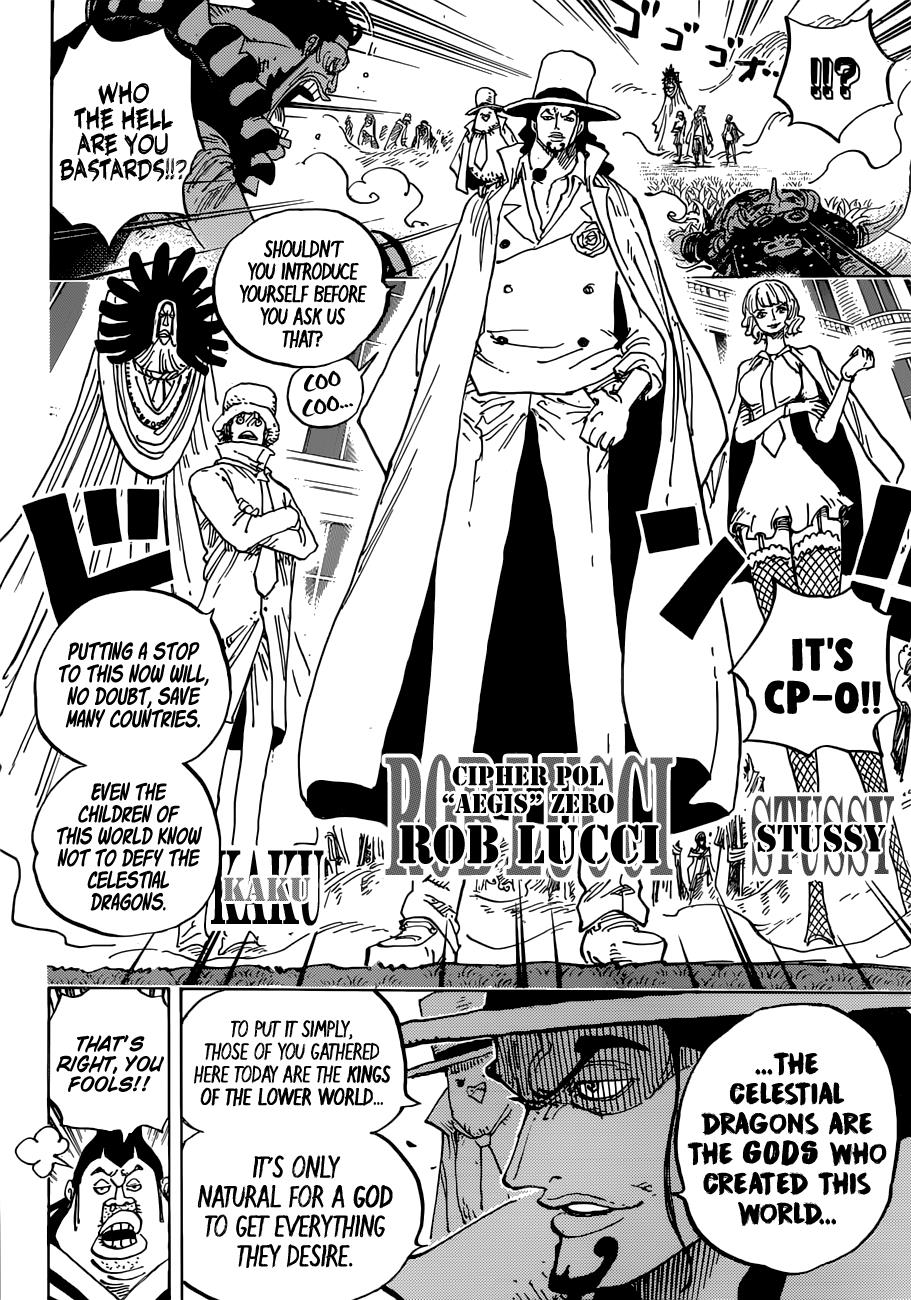 WHO
THE HELL
ARE YOU
BASTARDS!!?
ゴゴゴゴ..
!!?
SHOULDN'T
YOU INTRODUCE
YOURSELF BEFORE
YOU ASK US
THAT?
COO
COO...
ドン!!
PUTTING A STOP
TO THIS NOW WILL,
NO DOUBT, SAVE
MANY COUNTRIES.
EVEN THE
CHILDREN OF
THIS WORLD KNOW
NOT TO DEFY THE
CELESTIAL
DRAGONS.
IT'S
CP-0!!
KAKU
KAKU
ROB LUCCI
CIPHER POL
"AEGIS" ZERO
ROB LUCCI
STUSSY
STUSSY
THAT'S
RIGHT, YOU
FOOLS!!
TO PUT IT SIMPLY,
THOSE OF YOU GATHERED
HERE TODAY ARE THE KINGS
OF THE LOWER WORLD...
IT'S ONLY
NATURAL FOR A GOD
TO GET EVERYTHING
THEY DESIRE.
...THE
CELESTIAL
DRAGONS ARE
THE GODS WHO
CREATED THIS
WORLD...